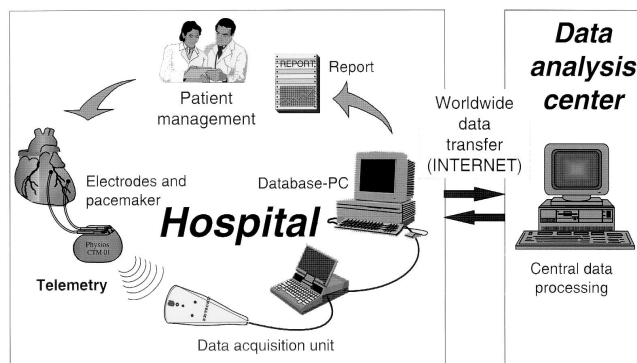 REPORT
Report
Patient
management
Electrodes and
pacemaker
Physios
CTM 01
Telemetry
Hospital
Database-PC
Data acquisition unit
Worldwide
data
transfer
(INTERNET)
Data
analysis
center
Central data
processing